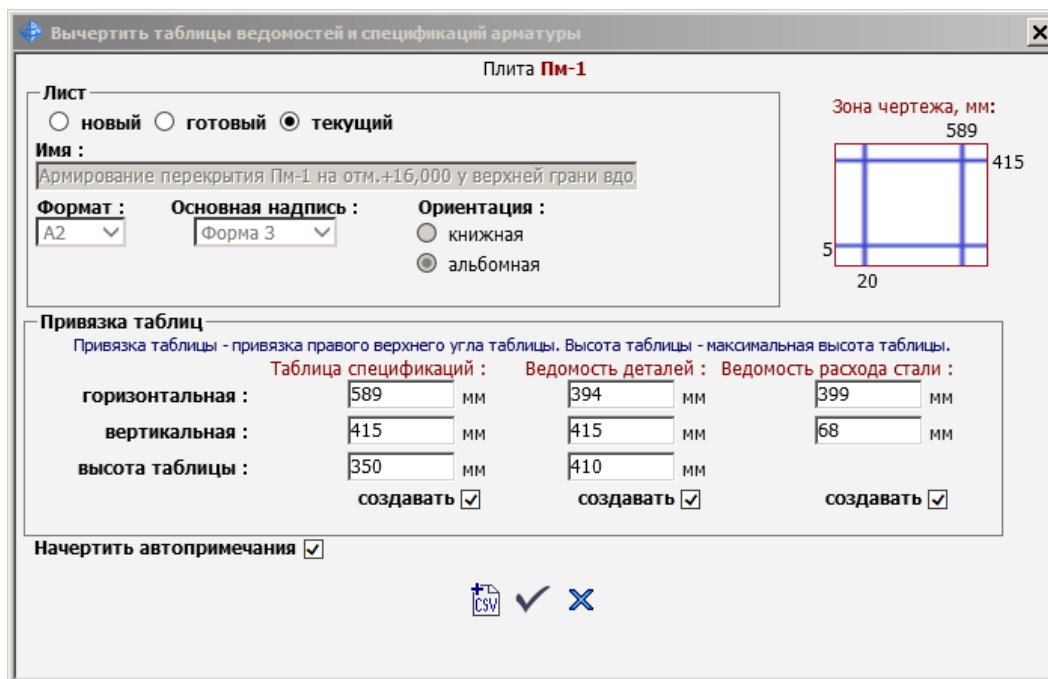 Вычертить таблицы ведомостей и спецификаций арматуры
Плита Пм-1
Лист
новый готовый текущий
Имя :
Армирование перекрытия Пм-1 на отм.+16,000 у верхней грани вдо
Формат : Основная надпись : Ориентация :
А2 Форма 3 книжная
альбомная
Зона чертежа, мм:
589
415
5
20
Привязка таблиц
Привязка таблицы - привязка правого верхнего угла таблицы. Высота таблицы - максимальная высота таблицы.
Таблица спецификаций : Ведомость деталей : Ведомость расхода стали :
горизонтальная : 589 мм 394 мм 399 мм
вертикальная : 415 мм 415 мм 68 мм
высота таблицы : 350 мм 410 мм
создавать создавать создавать
Начертить автопримечания
CSV